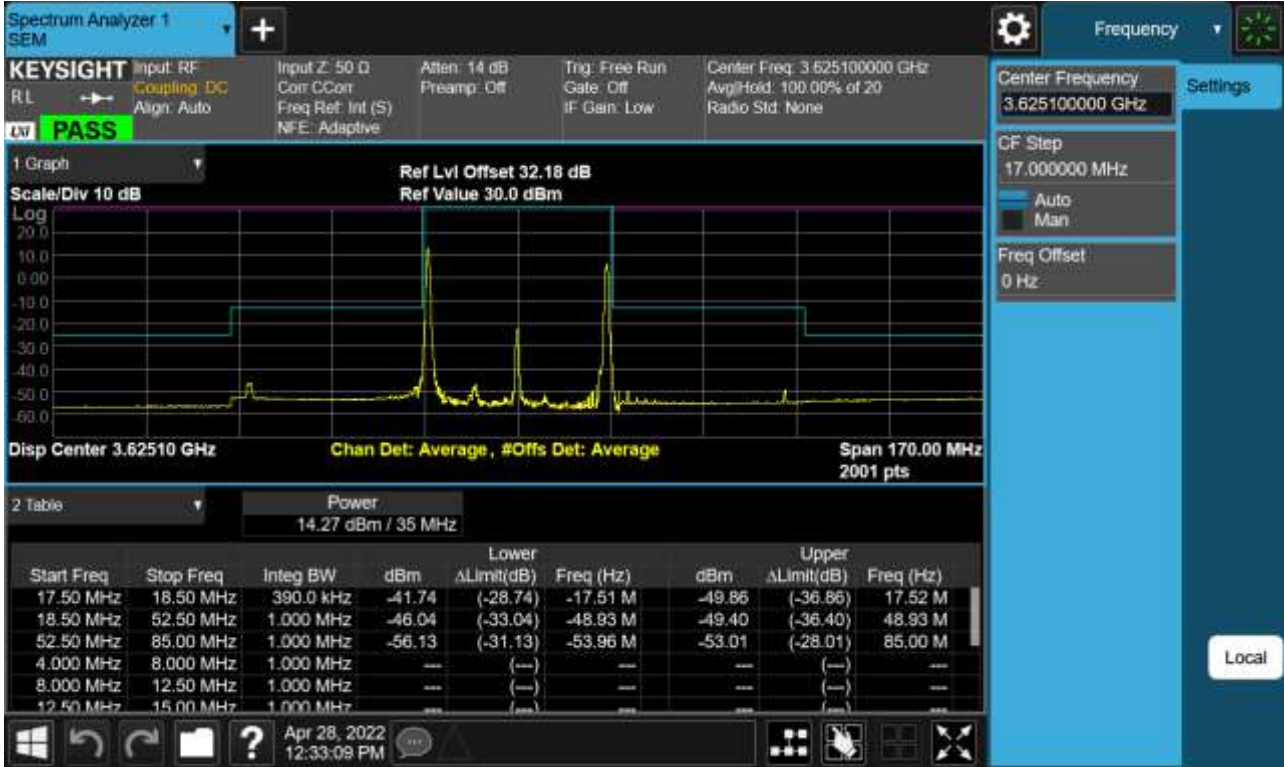 Spectrum Analyzer 1
SEM
Frequency
KEYSIGHT
RL
LXI
PASS
Input: RF
Coupling: DC
Align: Auto
Input Z: 50 Ω
Corr CCorr
Freq Ref: Int (S)
NFE: Adaptive
Atten: 14 dB
Preamp: Off
Trig: Free Run
Gate: Off
IF Gain: Low
Center Freq: 3.625100000 GHz
Avg|Hold: 100.00% of 20
Radio Std: None
Center Frequency
3.625100000 GHz
Settings
CF Step
17.000000 MHz
Auto
Man
Freq Offset
0 Hz
1 Graph
Scale/Div 10 dB
Ref Lvl Offset 32.18 dB
Ref Value 30.0 dBm
Log
20.0
10.0
0.00
-10.0
-20.0
-30.0
-40.0
-50.0
-60.0
Disp Center 3.62510 GHz
Chan Det: Average, #Offs Det: Average
Span 170.00 MHz
2001 pts
2 Table
Power
14.27 dBm / 35 MHz
Lower Upper
Start Freq Stop Freq Integ BW dBm ΔLimit(dB) Freq (Hz) dBm ΔLimit(dB) Freq (Hz)
17.50 MHz 18.50 MHz 390.0 kHz -41.74 (-28.74) -17.51 M -49.86 (-36.86) 17.52 M
18.50 MHz 52.50 MHz 1.000 MHz -46.04 (-33.04) -48.93 M -49.40 (-36.40) 48.93 M
52.50 MHz 85.00 MHz 1.000 MHz -56.13 (-31.13) -53.96 M -53.01 (-28.01) 85.00 M
4.000 MHz 8.000 MHz 1.000 MHz --- (---) --- --- (---) ---
8.000 MHz 12.50 MHz 1.000 MHz --- (---) --- --- (---) ---
12.50 MHz 15.00 MHz 1.000 MHz --- (---) --- --- (---) ---
Local
Apr 28, 2022
12:33:09 PM